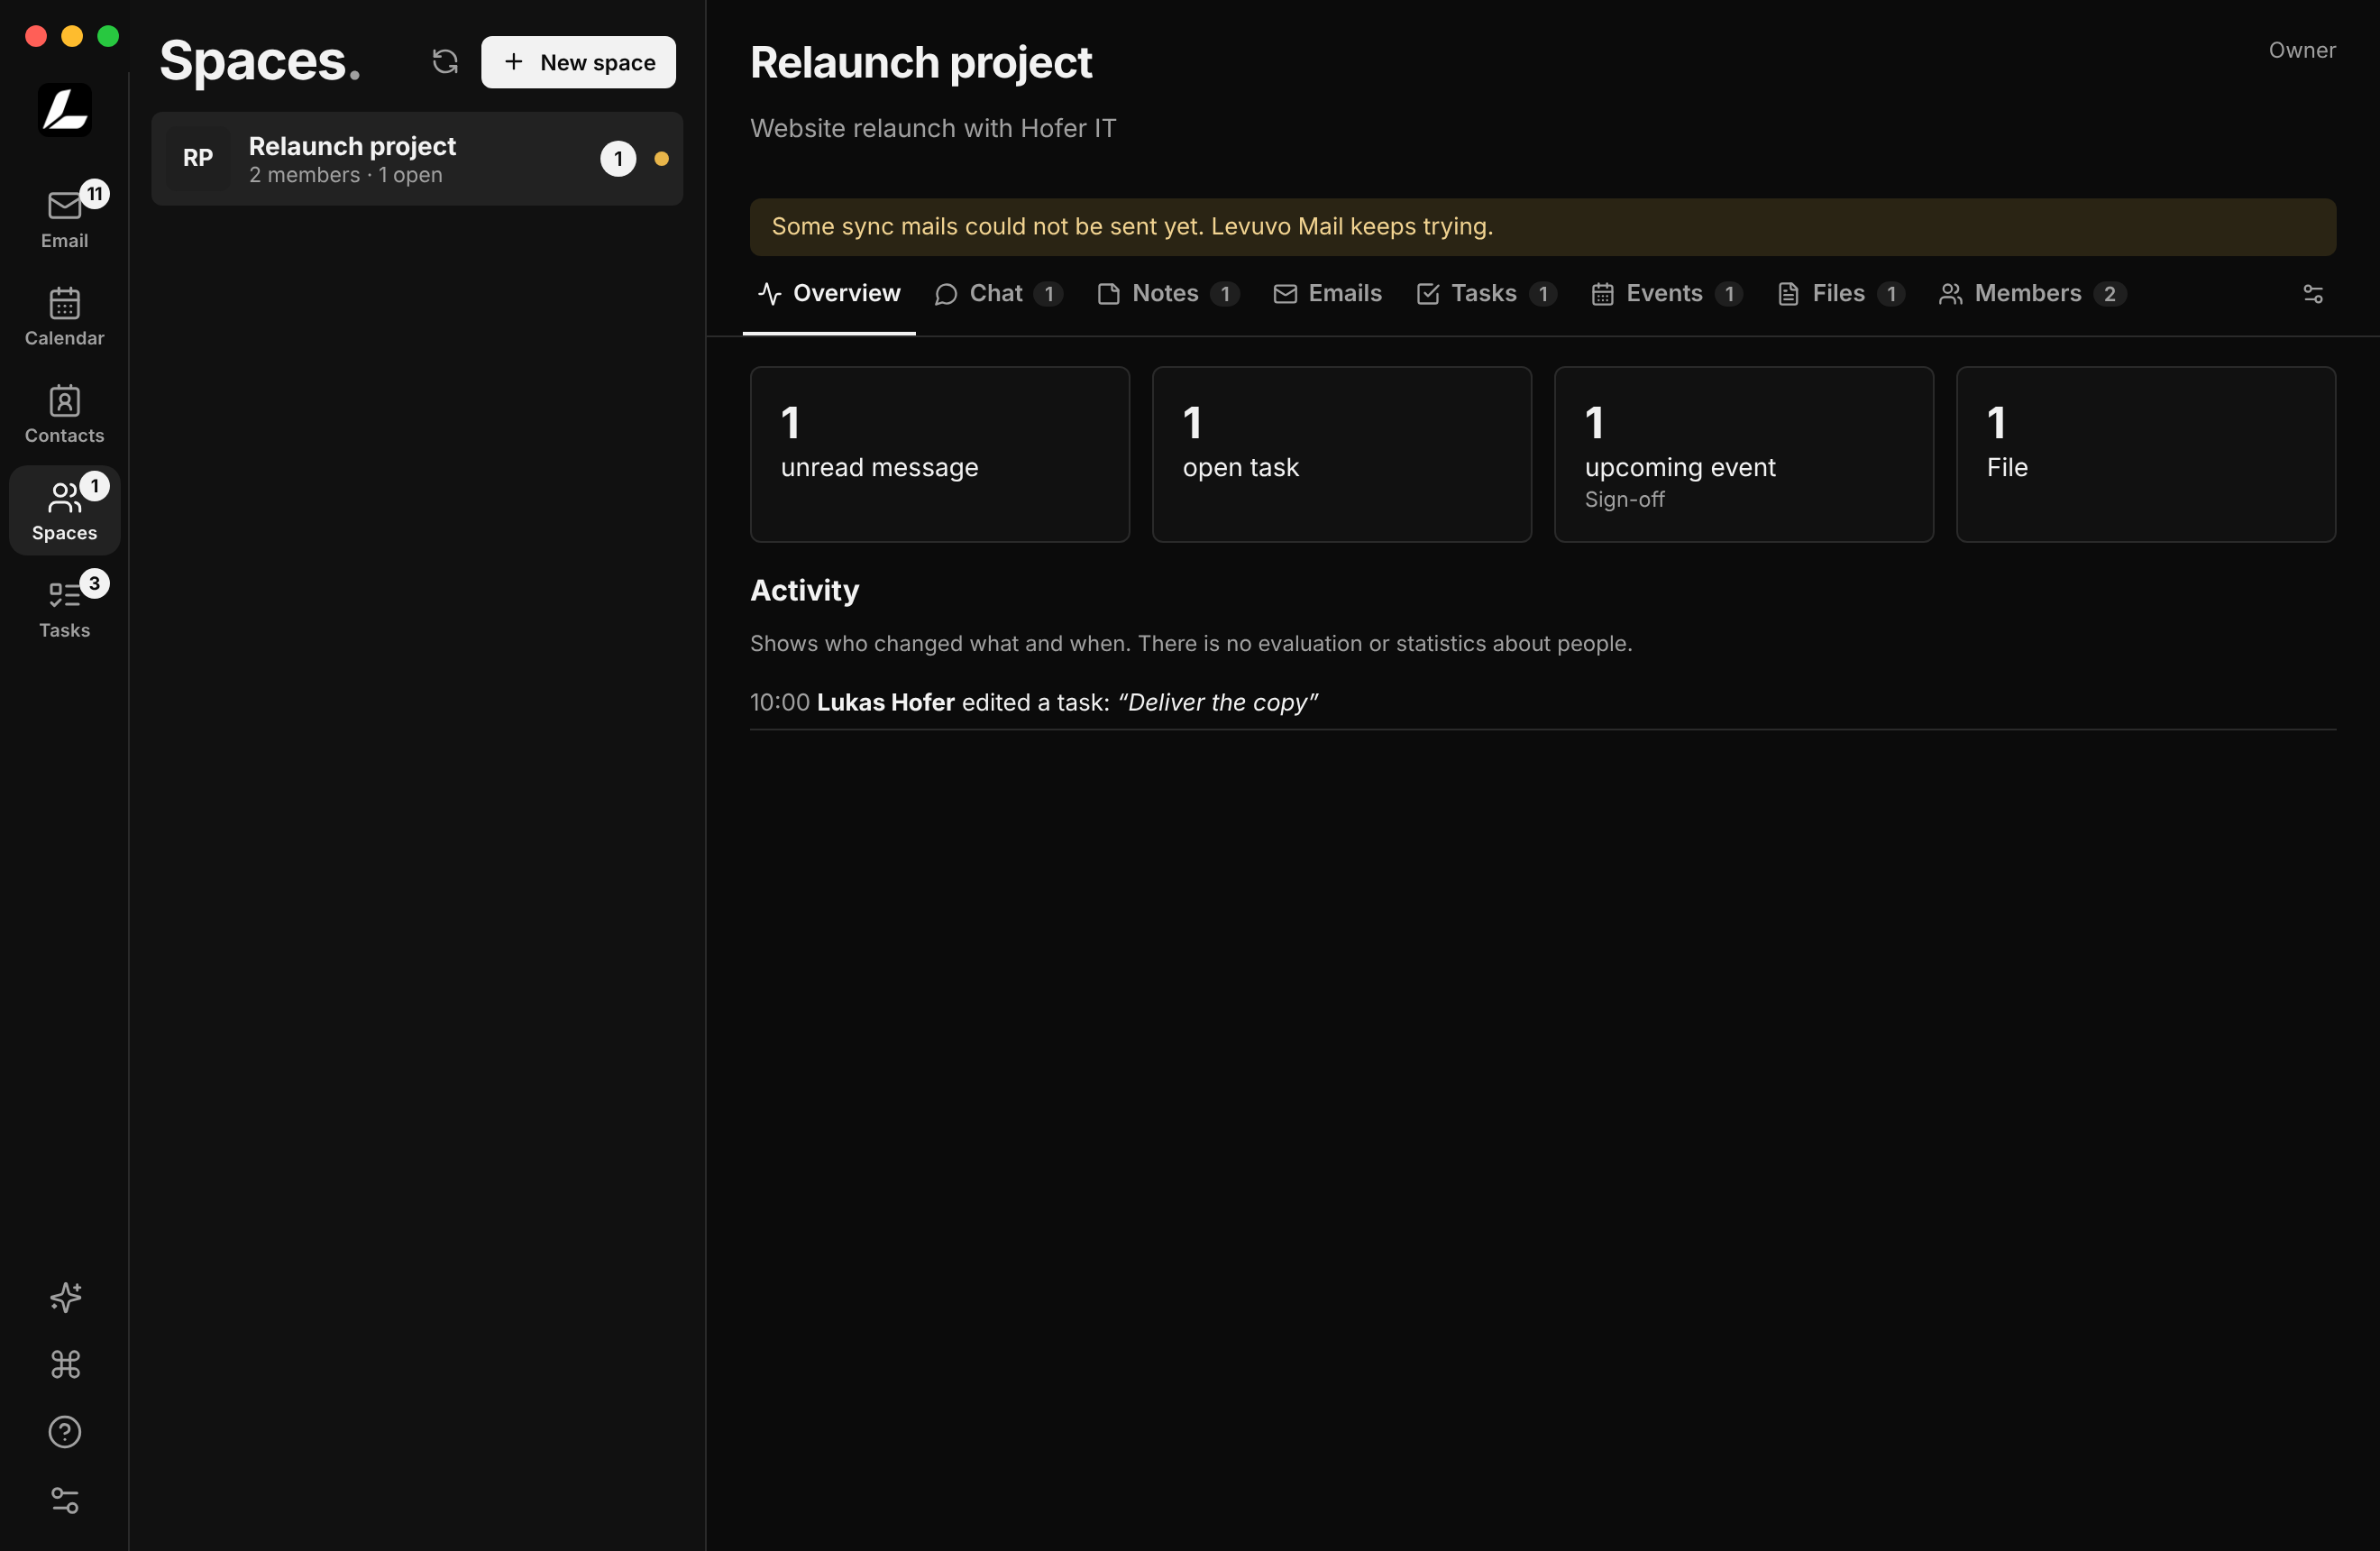 Spaces.
New space
RP
Relaunch project
2 members · 1 open
1
11
Email
Calendar
Contacts
1
Spaces
3
Tasks
Relaunch project
Owner
Website relaunch with Hofer IT
Some sync mails could not be sent yet. Levuvo Mail keeps trying.
Overview
Chat 1
Notes 1
Emails
Tasks 1
Events 1
Files 1
Members 2
1
unread message
1
open task
1
upcoming event
Sign-off
1
File
Activity
Shows who changed what and when. There is no evaluation or statistics about people.
10:00 Lukas Hofer edited a task: “Deliver the copy”